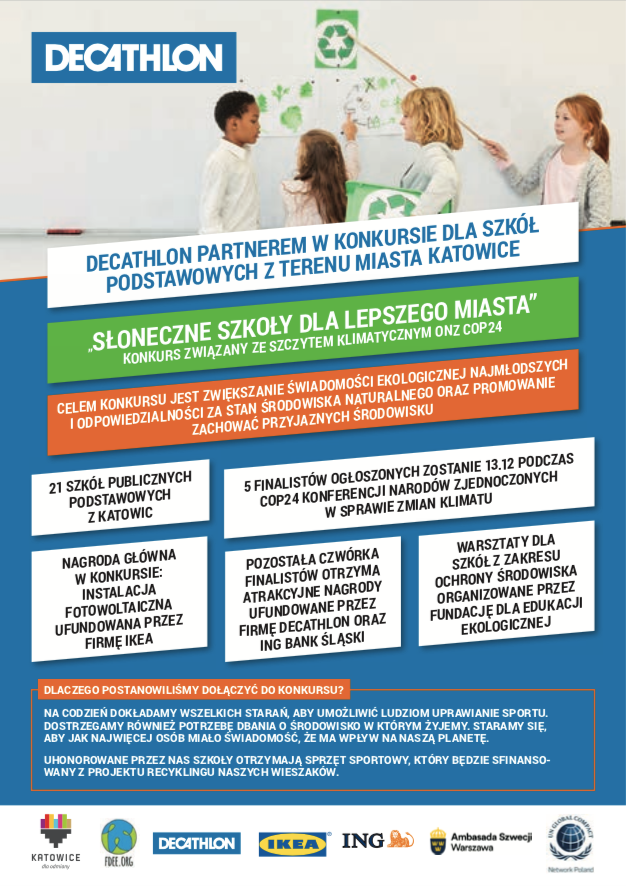 DECATHLON
DECATHLON PARTNEREM W KONKURSIE DLA SZKÓŁ
PODSTAWOWYCH Z TERENU MIASTA KATOWICE
„SŁONECZNE SZKOŁY DLA LEPSZEGO MIASTA”
KONKURS ZWIĄZANY ZE SZCZYTEM KLIMATYCZNYM ONZ COP24
CELEM KONKURSU JEST ZWIĘKSZANIE ŚWIADOMOŚCI EKOLOGICZNEJ NAJMŁODSZYCH
I ODPOWIEDZIALNOŚCI ZA STAN ŚRODOWISKA NATURALNEGO ORAZ PROMOWANIE
ZACHOWAĆ PRZYJAZNYCH ŚRODOWISKU
21 SZKÓŁ PUBLICZNYCH
PODSTAWOWYCH
Z KATOWIC
5 FINALISTÓW OGŁOSZONYCH ZOSTANIE 13.12 PODCZAS
COP24 KONFERENCJI NARODÓW ZJEDNOCZONYCH
W SPRAWIE ZMIAN KLIMATU
NAGRODA GŁÓWNA
W KONKURSIE:
INSTALACJA
FOTOWOLTAICZNA
UFUNDOWANA PRZEZ
FIRMĘ IKEA
POZOSTAŁA CZWÓRKA
FINALISTÓW OTRZYMA
ATRAKCYJNE NAGRODY
UFUNDOWANE PRZEZ
FIRMĘ DECATHLON ORAZ
ING BANK ŚLĄSKI
WARSZTATY DLA
SZKÓŁ Z ZAKRESU
OCHRONY ŚRODOWISKA
ORGANIZOWANE PRZEZ
FUNDACJĘ DLA EDUKACJI
EKOLOGICZNEJ
DLACZEGO POSTANOWILIŚMY DOŁĄCZYĆ DO KONKURSU?
NA CODZIEŃ DOKŁADAMY WSZELKICH STARAŃ, ABY UMOŻLIWIĆ LUDZIOM UPRAWIANIE SPORTU.
DOSTRZEGAMY RÓWNIEŻ POTRZEBĘ DBANIA O ŚRODOWISKO W KTÓRYM ŻYJEMY. STARAMY SIĘ,
ABY JAK NAJWIĘCEJ OSÓB MIAŁO ŚWIADOMOŚĆ, ŻE MA WPŁYW NA NASZĄ PLANETĘ.
UHONOROWANE PRZEZ NAS SZKOŁY OTRZYMAJĄ SPRZĘT SPORTOWY, KTÓRY BĘDZIE SFINANSO-
WANY Z PROJEKTU RECYKLINGU NASZYCH WIESZAKÓW.
KATOWICE
dla odmiany
FDEE.ORG
DECATHLON
IKEA
ING
Ambasada Szwecji
Warszawa
UN GLOBAL COMPACT
Network Poland